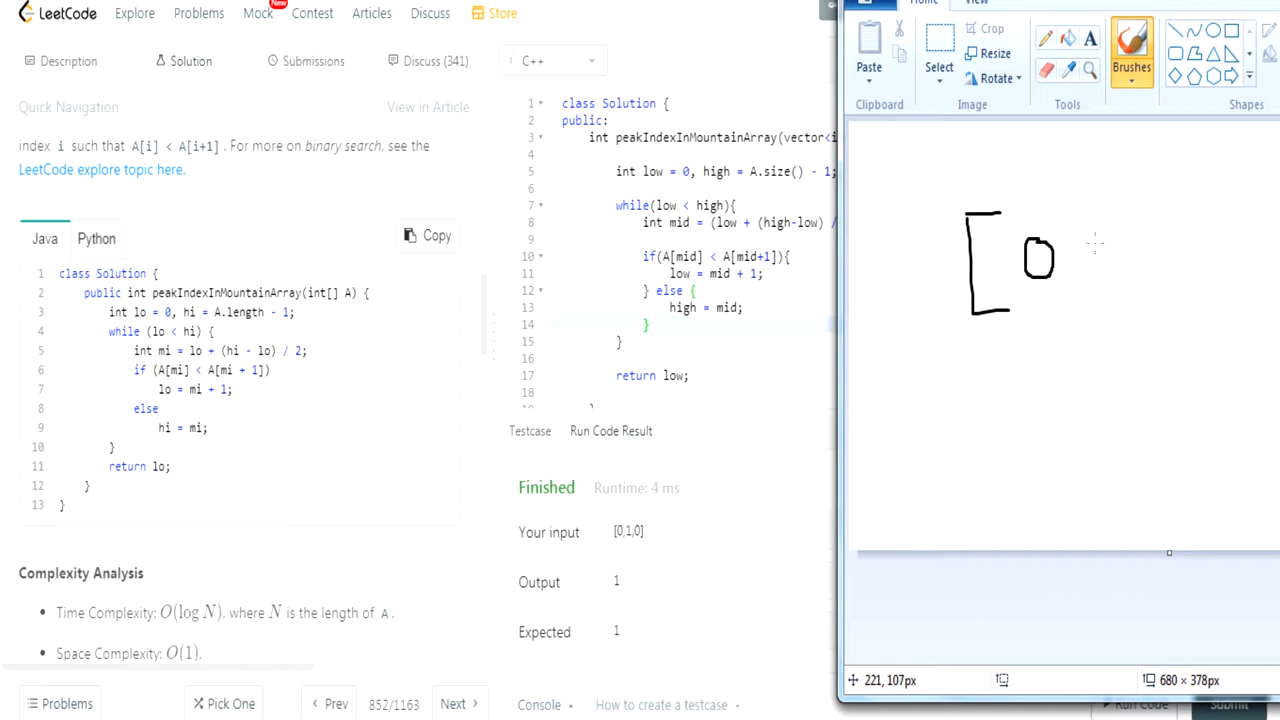 LeetCode Explore Problems Mock New Contest Articles Discuss Store
Description Solution Submissions Discuss (341)
Quick Navigation View in Article
index i such that A[i] < A[i+1]. For more on binary search, see the
LeetCode explore topic here.
Java Python Copy
1 class Solution {
2 public int peakIndexInMountainArray(int[] A) {
3 int lo = 0, hi = A.length - 1;
4 while (lo < hi) {
5 int mi = lo + (hi - lo) / 2;
6 if (A[mi] < A[mi + 1])
7 lo = mi + 1;
8 else
9 hi = mi;
10 }
11 return lo;
12 }
13 }
Complexity Analysis
Time Complexity: O(log N), where N is the length of A.
Space Complexity: O(1).
Problems Pick One Prev 852/1163 Next
i C++
1 class Solution {
2 public:
3 int peakIndexInMountainArray(vector<i
4
5 int low = 0, high = A.size() - 1;
6
7 while(low < high){
8 int mid = (low + (high-low) /
9
10 if(A[mid] < A[mid+1]){
11 low = mid + 1;
12 } else {
13 high = mid;
14 }
15 }
16
17 return low;
18
19 }
Testcase Run Code Result
Finished Runtime: 4 ms
Your input [0,1,0]
Output 1
Expected 1
Console How to create a testcase Run Code Submit
Home View
Paste Select Crop Resize Rotate A Brushes
Clipboard Image Tools Shapes
[ 0
221, 107px 680 × 378px